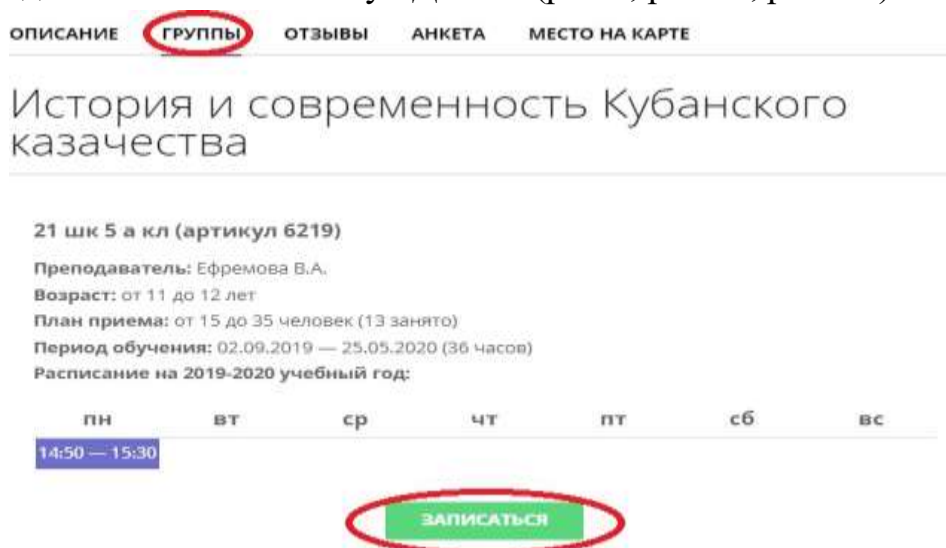 ОПИСАНИЕ ГРУППЫ ОТЗЫВЫ АНКЕТА МЕСТО НА КАРТЕ
История и современность Кубанского
казачества
21 шк 5 а кл (артикул 6219)
Преподаватель: Ефремова В.А.
Возраст: от 11 до 12 лет
План приема: от 15 до 35 человек (13 занято)
Период обучения: 02.09.2019 — 25.05.2020 (36 часов)
Расписание на 2019-2020 учебный год:
пн вт ср чт пт сб вс
14:50 — 15:30
ЗАПИСАТЬСЯ